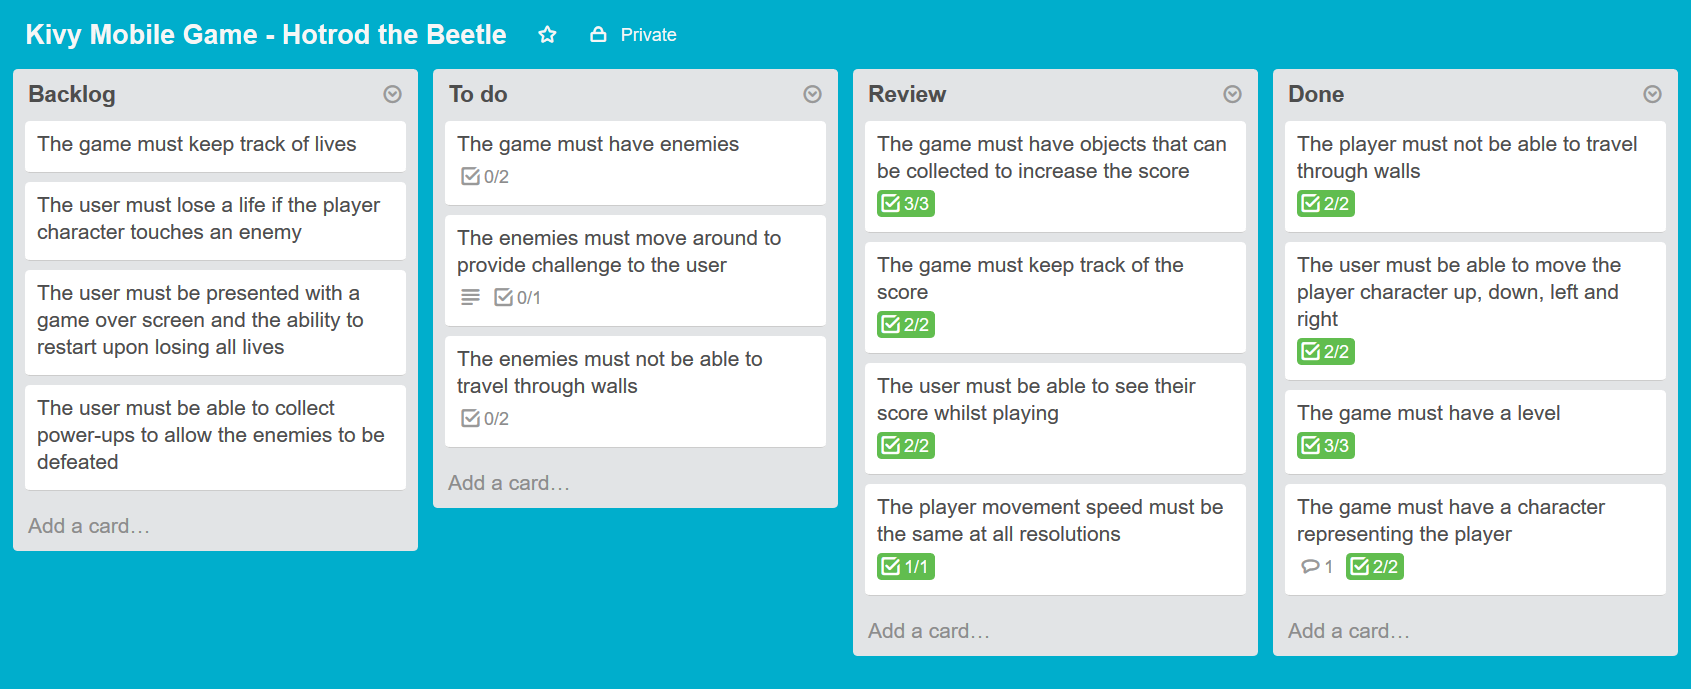 Kivy Mobile Game - Hotrod the Beetle
Private
Backlog
The game must keep track of lives
The user must lose a life if the player
character touches an enemy
The user must be presented with a
game over screen and the ability to
restart upon losing all lives
The user must be able to collect
power-ups to allow the enemies to be
defeated
Add a card…
To do
The game must have enemies
0/2
The enemies must move around to
provide challenge to the user
0/1
The enemies must not be able to
travel through walls
0/2
Add a card…
Review
The game must have objects that can
be collected to increase the score
3/3
The game must keep track of the
score
2/2
The user must be able to see their
score whilst playing
2/2
The player movement speed must be
the same at all resolutions
1/1
Add a card…
Done
The player must not be able to travel
through walls
2/2
The user must be able to move the
player character up, down, left and
right
2/2
The game must have a level
3/3
The game must have a character
representing the player
1 2/2
Add a card…